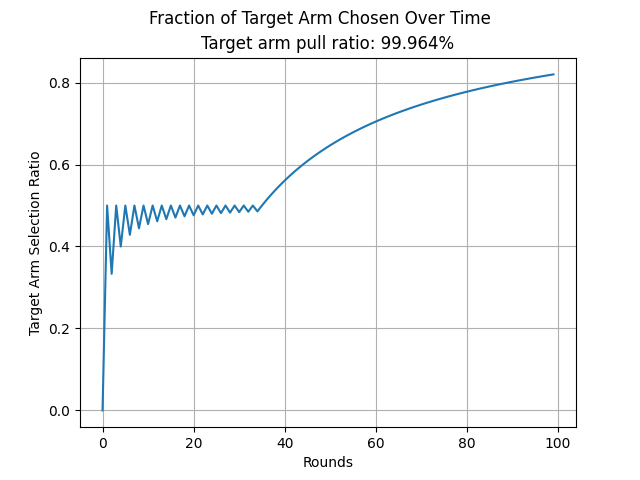 Fraction of Target Arm Chosen Over Time
Target arm pull ratio: 99.964%
Target Arm Selection Ratio
0.8
0.6
0.4
0.2
0.0
0 20 40 60 80 100
Rounds